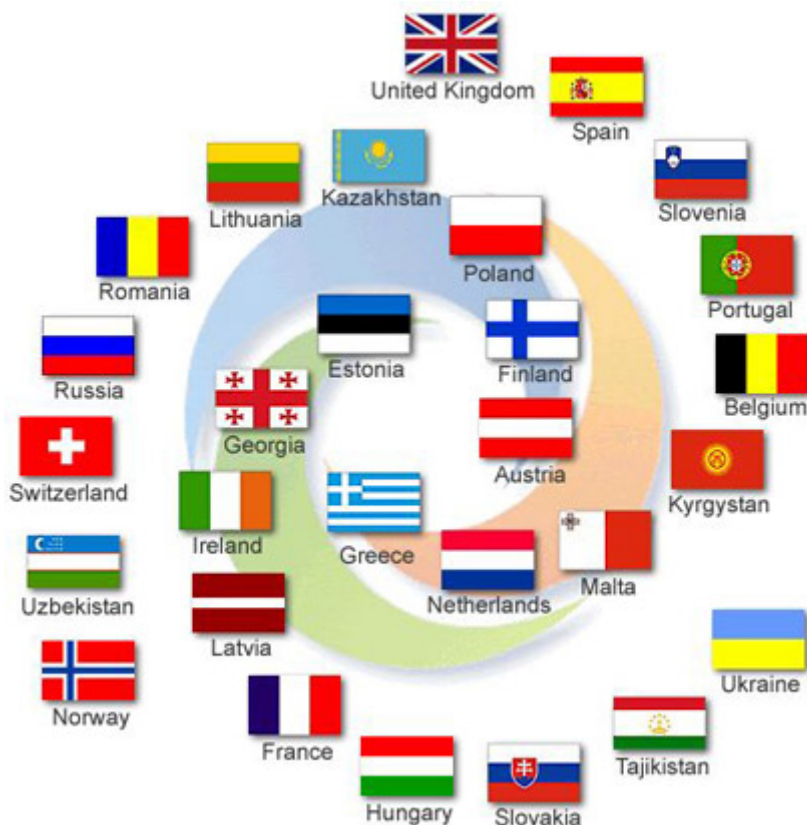 United Kingdom
Spain
Lithuania
Kazakhstan
Slovenia
Romania
Poland
Portugal
Russia
Estonia
Finland
Belgium
Georgia
Austria
Switzerland
Kyrgystan
Ireland
Greece
Uzbekistan
Netherlands
Malta
Latvia
Ukraine
Norway
France
Tajikistan
Hungary
Slovakia